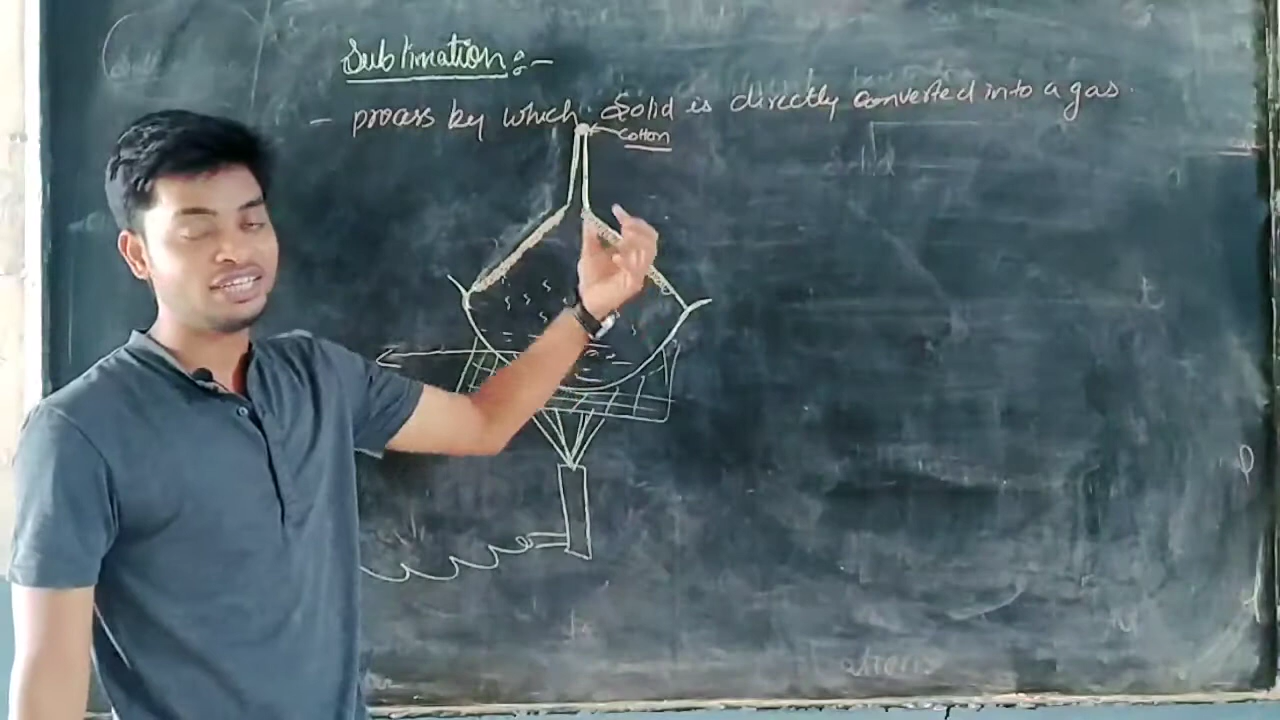 Sublimation:-
- process by which Solid is directly converted into a gas.
Cotton